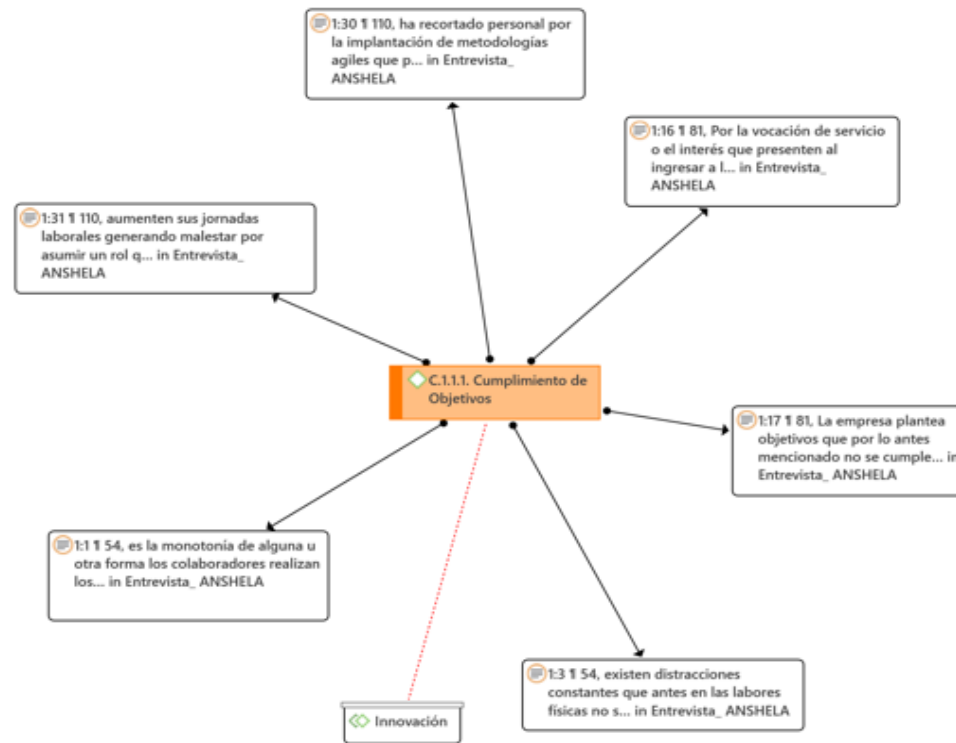 1:30 ¶ 110, ha recortado personal por
la implantación de metodologías
agiles que p... in Entrevista_
ANSHELA
1:16 ¶ 81, Por la vocación de servicio
o el interés que presenten al
ingresar a l... in Entrevista_
ANSHELA
1:31 ¶ 110, aumenten sus jornadas
laborales generando malestar por
asumir un rol q... in Entrevista_
ANSHELA
C.1.1.1. Cumplimiento de
Objetivos
1:17 ¶ 81, La empresa plantea
objetivos que por lo antes
mencionado no se cumple... in
Entrevista_ ANSHELA
1:1 ¶ 54, es la monotonía de alguna u
otra forma los colaboradores realizan
los... in Entrevista_ ANSHELA
1:3 ¶ 54, existen distracciones
constantes que antes en las labores
físicas no s... in Entrevista_ ANSHELA
Innovación